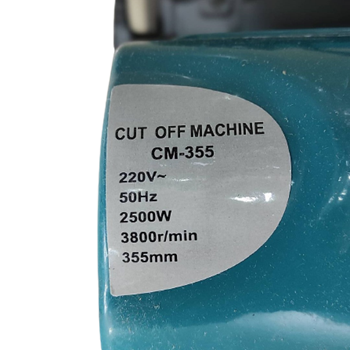 CUT OFF MACHINE
CM-355
220V~
50Hz
2500W
3800r/min
355mm